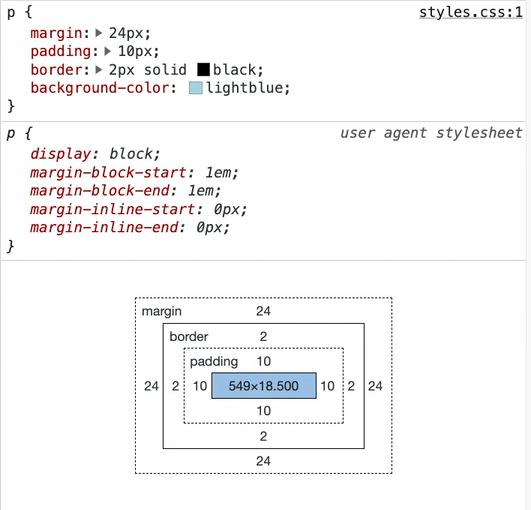 p { styles.css:1
margin: 24px;
padding: 10px;
border: 2px solid black;
background-color: lightblue;
}
p { user agent stylesheet
display: block;
margin-block-start: 1em;
margin-block-end: 1em;
margin-inline-start: 0px;
margin-inline-end: 0px;
}
margin 24
border 2
padding 10
24 2 10 549×18.500 10 2 24
10
2
24